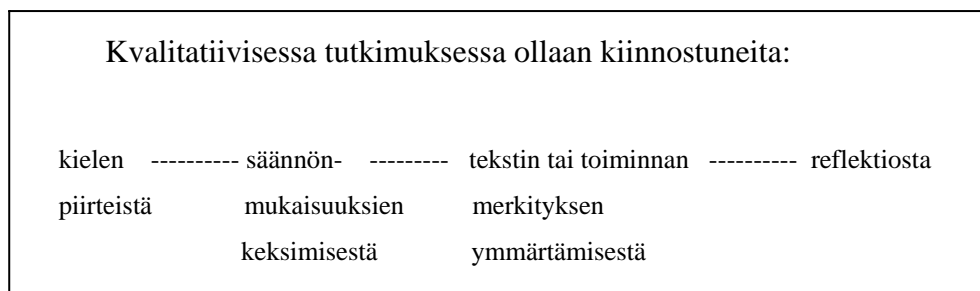 Kvalitatiivisessa tutkimuksessa ollaan kiinnostuneita:
kielen ---------- säännön- --------- tekstin tai toiminnan ---------- reflektiosta
piirteistä mukaisuuksien merkityksen
keksimisestä ymmärtämisestä